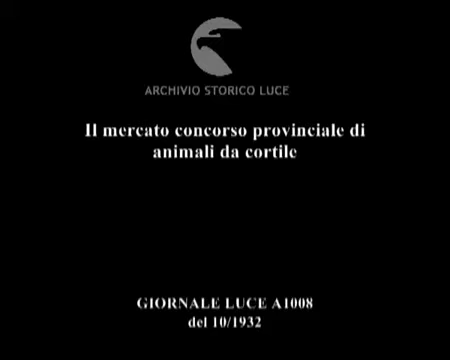 ARCHIVIO STORICO LUCE
Il mercato concorso provinciale di
animali da cortile
GIORNALE LUCE A1008
del 10/1932